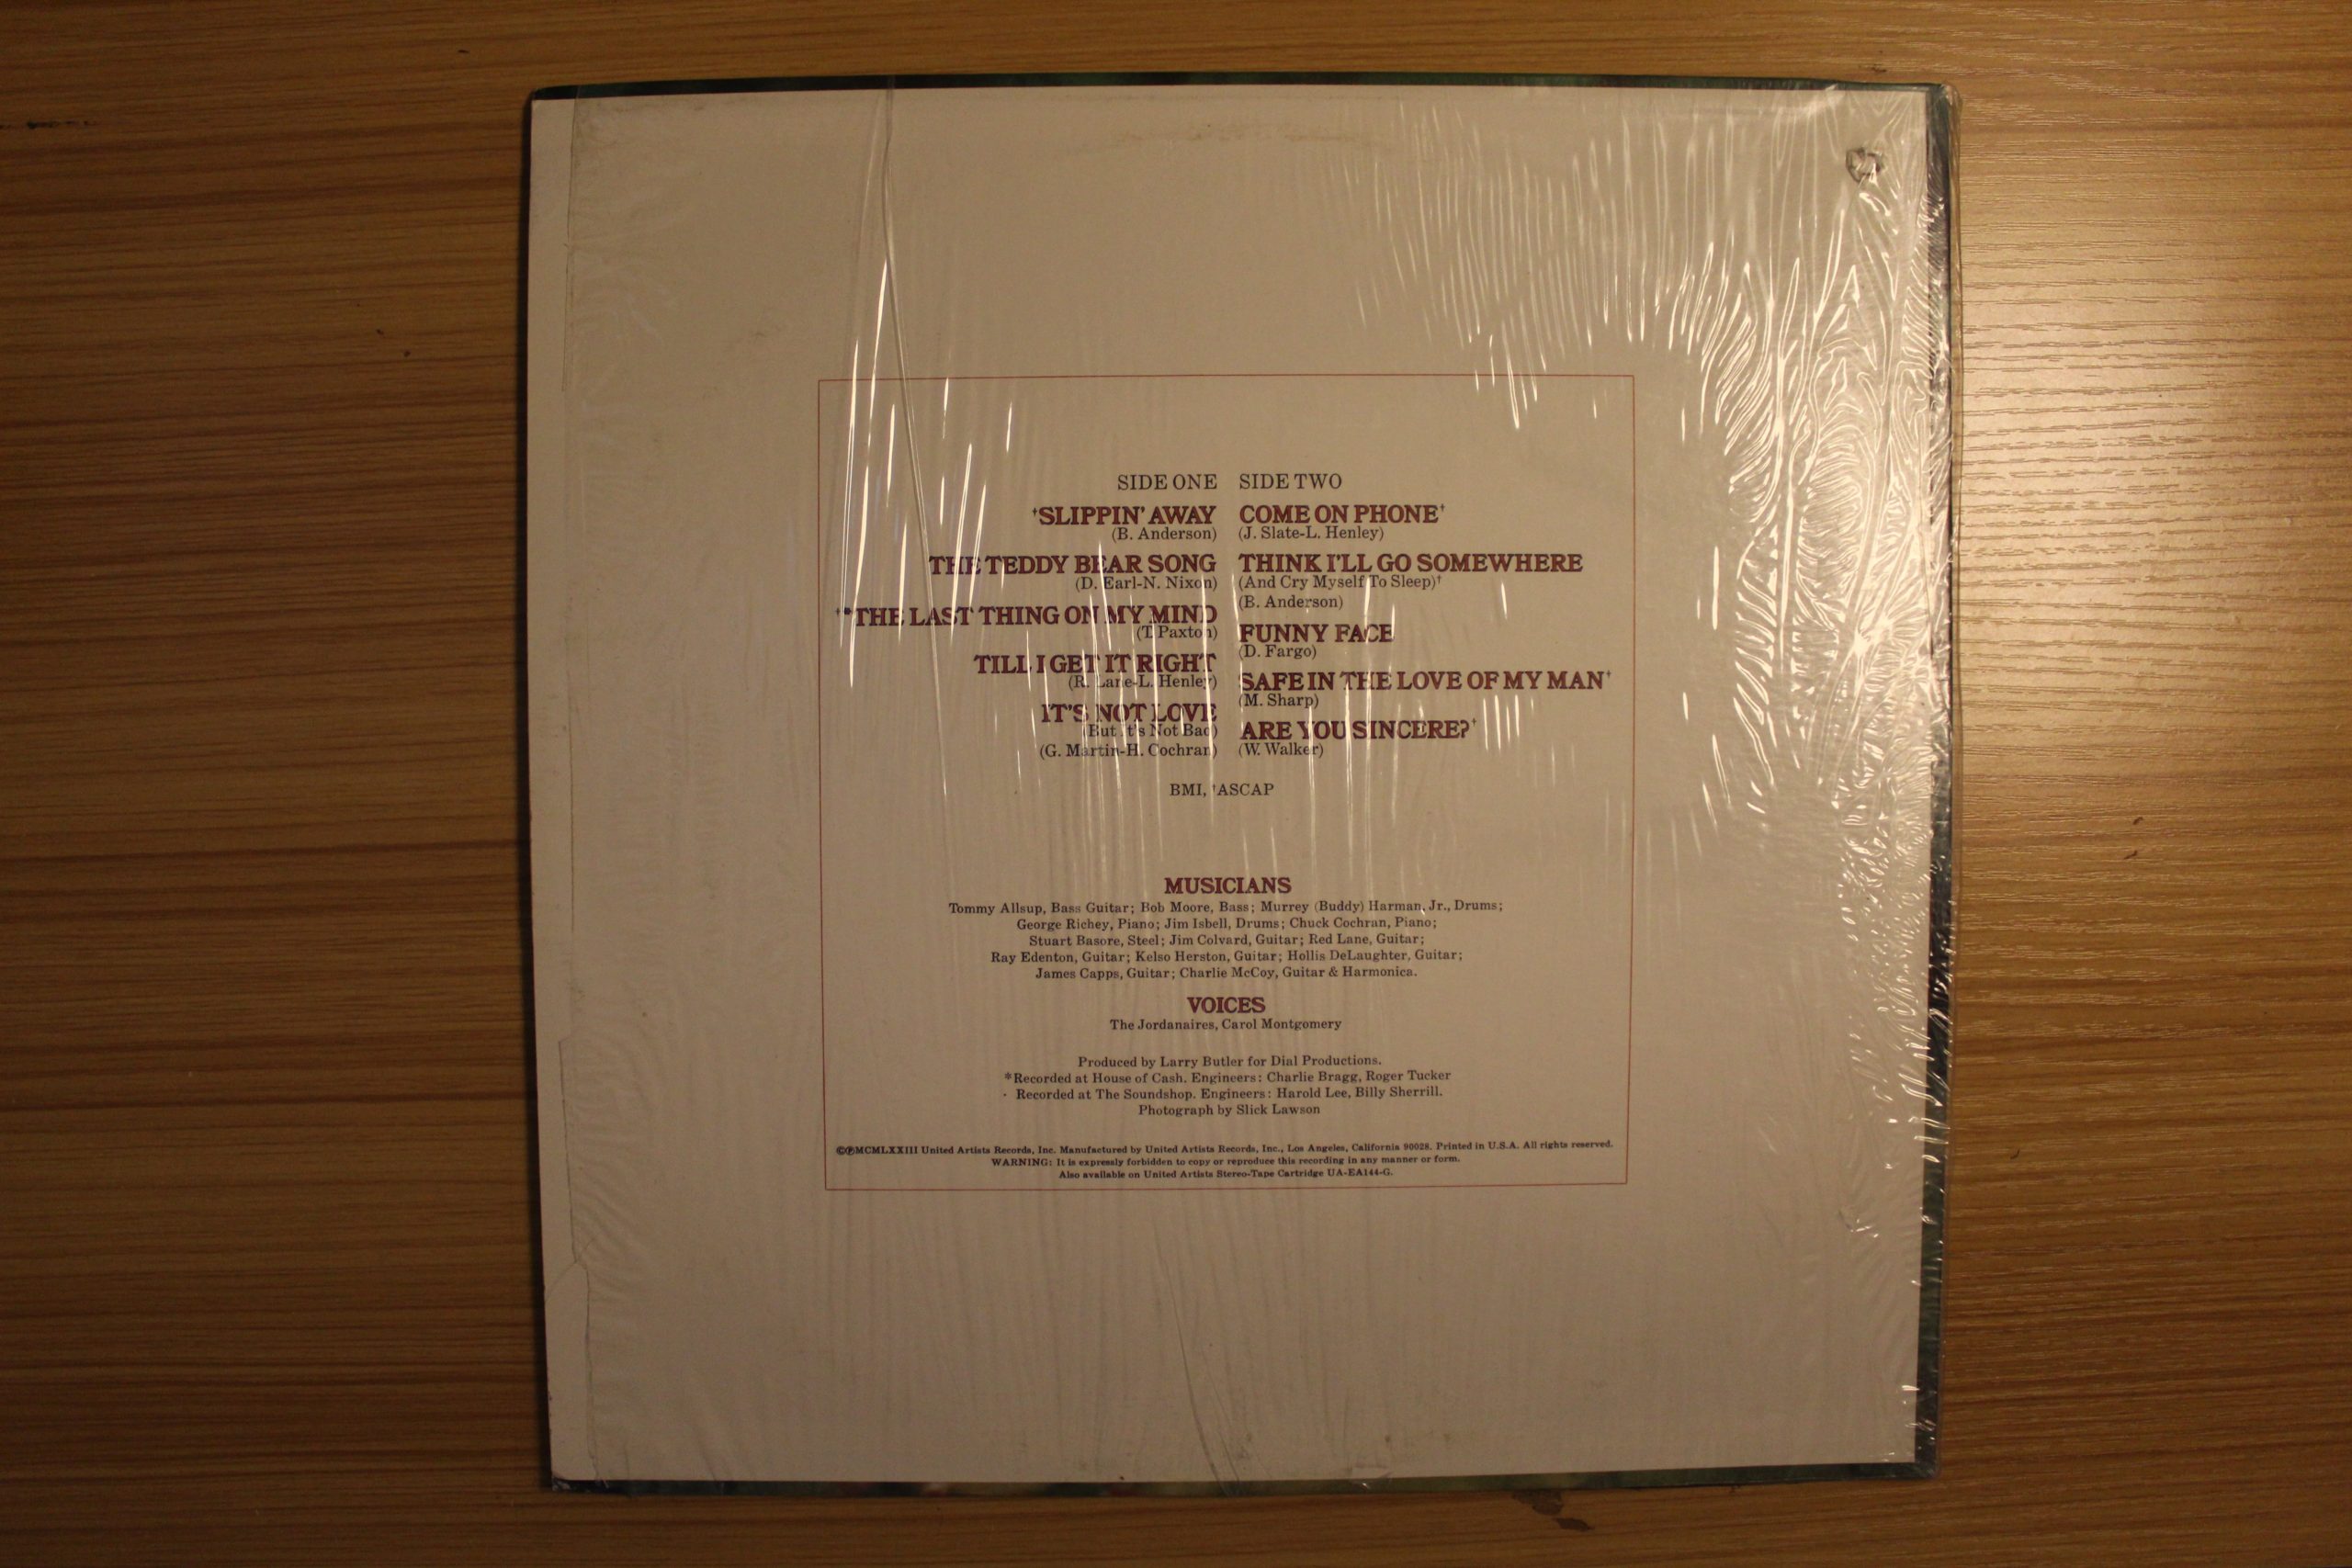 SIDE ONE
†SLIPPIN' AWAY
(B. Anderson)
THE TEDDY BEAR SONG
(D. Earl-N. Nixon)
†*THE LAST THING ON MY MIND
(T. Paxton)
TILL I GET IT RIGHT
(R. Lane-L. Henley)
IT'S NOT LOVE
(But It's Not Bad)
(G. Martin-H. Cochran)
SIDE TWO
COME ON PHONE†
(J. Slate-L. Henley)
THINK I'LL GO SOMEWHERE
(And Cry Myself To Sleep)†
(B. Anderson)
FUNNY FACE
(D. Fargo)
SAFE IN THE LOVE OF MY MAN†
(M. Sharp)
ARE YOU SINCERE?†
(W. Walker)
BMI, †ASCAP
MUSICIANS
Tommy Allsup, Bass Guitar; Bob Moore, Bass; Murrey (Buddy) Harman, Jr., Drums;
George Richey, Piano; Jim Isbell, Drums; Chuck Cochran, Piano;
Stuart Basore, Steel; Jim Colvard, Guitar; Red Lane, Guitar;
Ray Edenton, Guitar; Kelso Herston, Guitar; Hollis DeLaughter, Guitar;
James Capps, Guitar; Charlie McCoy, Guitar & Harmonica.
VOICES
The Jordanaires, Carol Montgomery
Produced by Larry Butler for Dial Productions.
*Recorded at House of Cash. Engineers: Charlie Bragg, Roger Tucker
· Recorded at The Soundshop. Engineers: Harold Lee, Billy Sherrill.
Photograph by Slick Lawson
©℗MCMLXXIII United Artists Records, Inc. Manufactured by United Artists Records, Inc., Los Angeles, California 90028. Printed in U.S.A. All rights reserved.
WARNING: It is expressly forbidden to copy or reproduce this recording in any manner or form.
Also available on United Artists Stereo-Tape Cartridge UA-EA144-G.